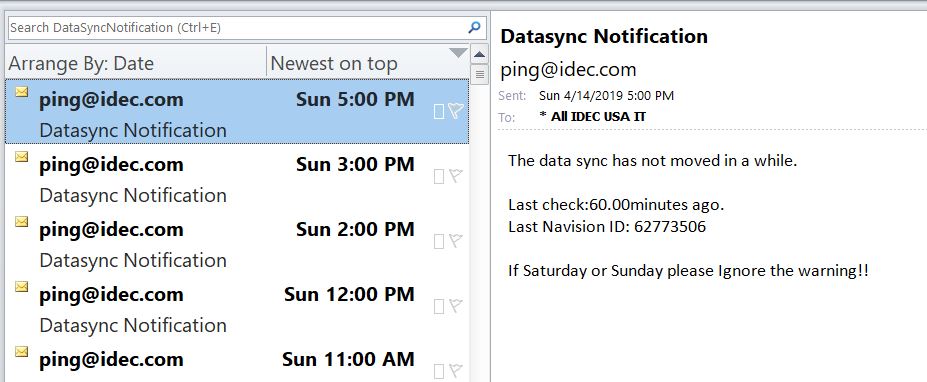 Search DataSyncNotification (Ctrl+E)
Arrange By: Date
Newest on top
ping@idec.com
Sun 5:00 PM
Datasync Notification
ping@idec.com
Sun 3:00 PM
Datasync Notification
ping@idec.com
Sun 2:00 PM
Datasync Notification
ping@idec.com
Sun 12:00 PM
Datasync Notification
ping@idec.com
Sun 11:00 AM
Datasync Notification
ping@idec.com
Sent: Sun 4/14/2019 5:00 PM
To: * All IDEC USA IT
The data sync has not moved in a while.
Last check:60.00minutes ago.
Last Navision ID: 62773506
If Saturday or Sunday please Ignore the warning!!